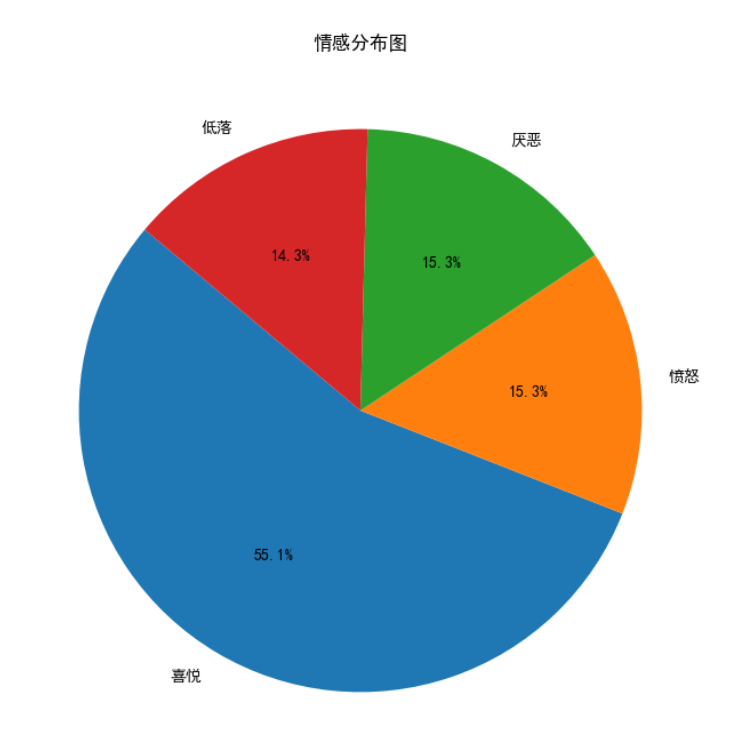 情感分布图
低落
厌恶
14.3%
15.3%
愤怒
15.3%
55.1%
喜悦